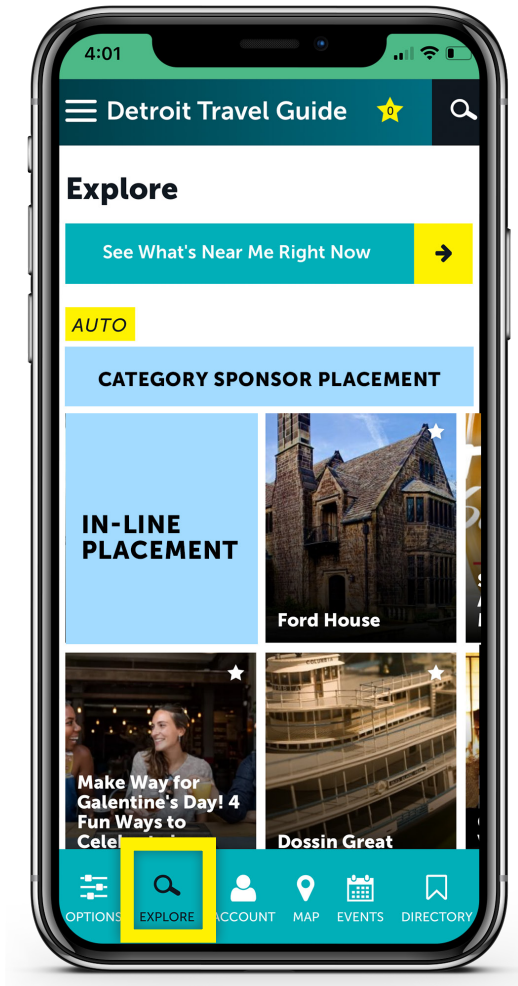 4:01
Detroit Travel Guide
0
Explore
See What's Near Me Right Now
AUTO
CATEGORY SPONSOR PLACEMENT
IN-LINE
PLACEMENT
Ford House
Make Way for
Galentine's Day! 4
Fun Ways to
Dossin Great
OPTIONS
EXPLORE
ACCOUNT
MAP
EVENTS
DIRECTORY